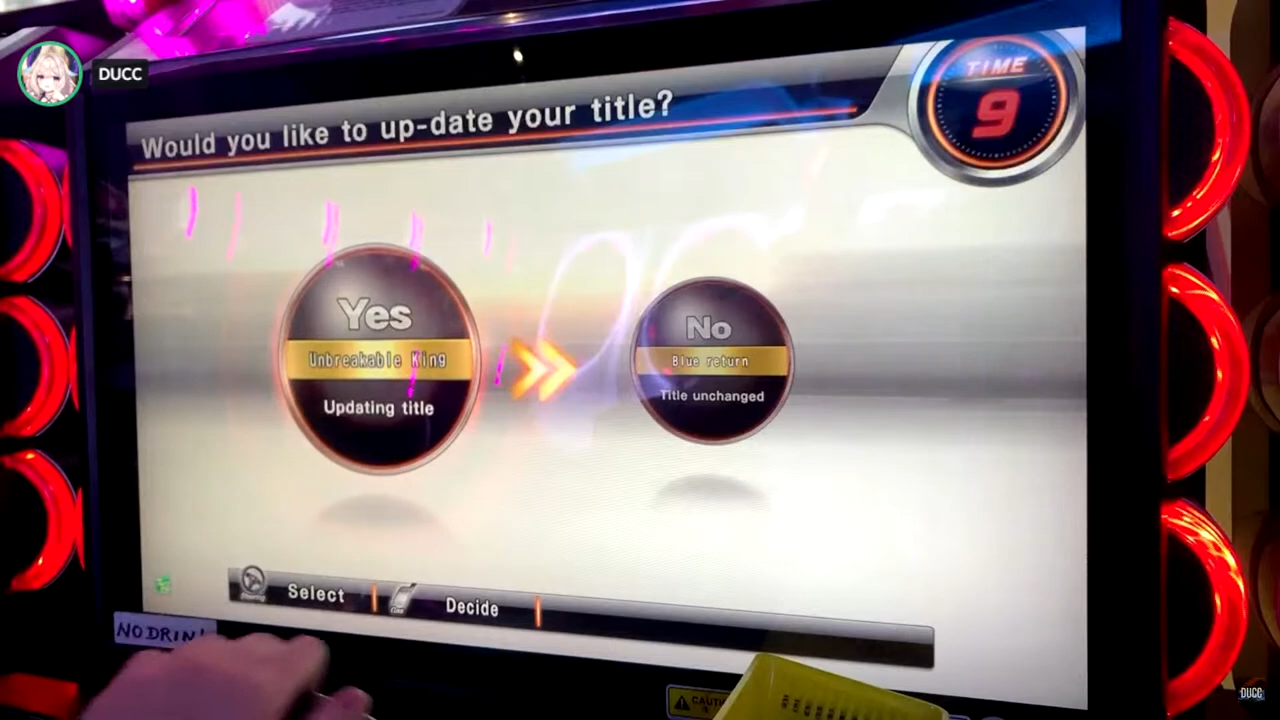 DUCC
Would you like to up-date your title?
TIME
9
Yes
Unbreakable King
Updating title
No
Blue return
Title unchanged
Select
Decide
NO DRIN
CAUTI
DUCC